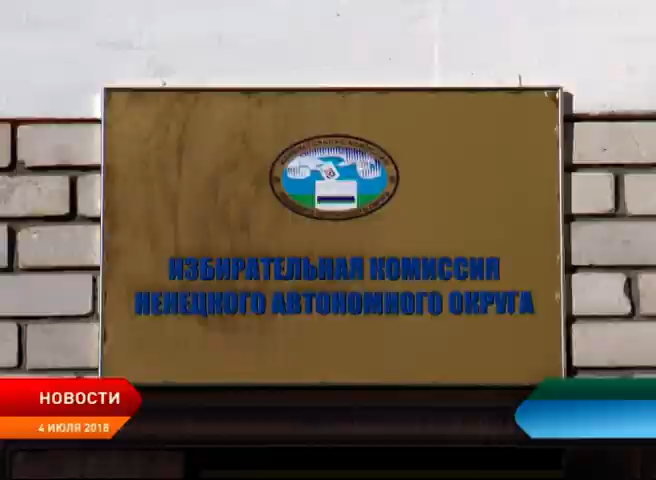 ИЗБИРАТЕЛЬНАЯ КОМИССИЯ
НЕНЕЦКОГО АВТОНОМНОГО ОКРУГА
НОВОСТИ
4 ИЮЛЯ 2018